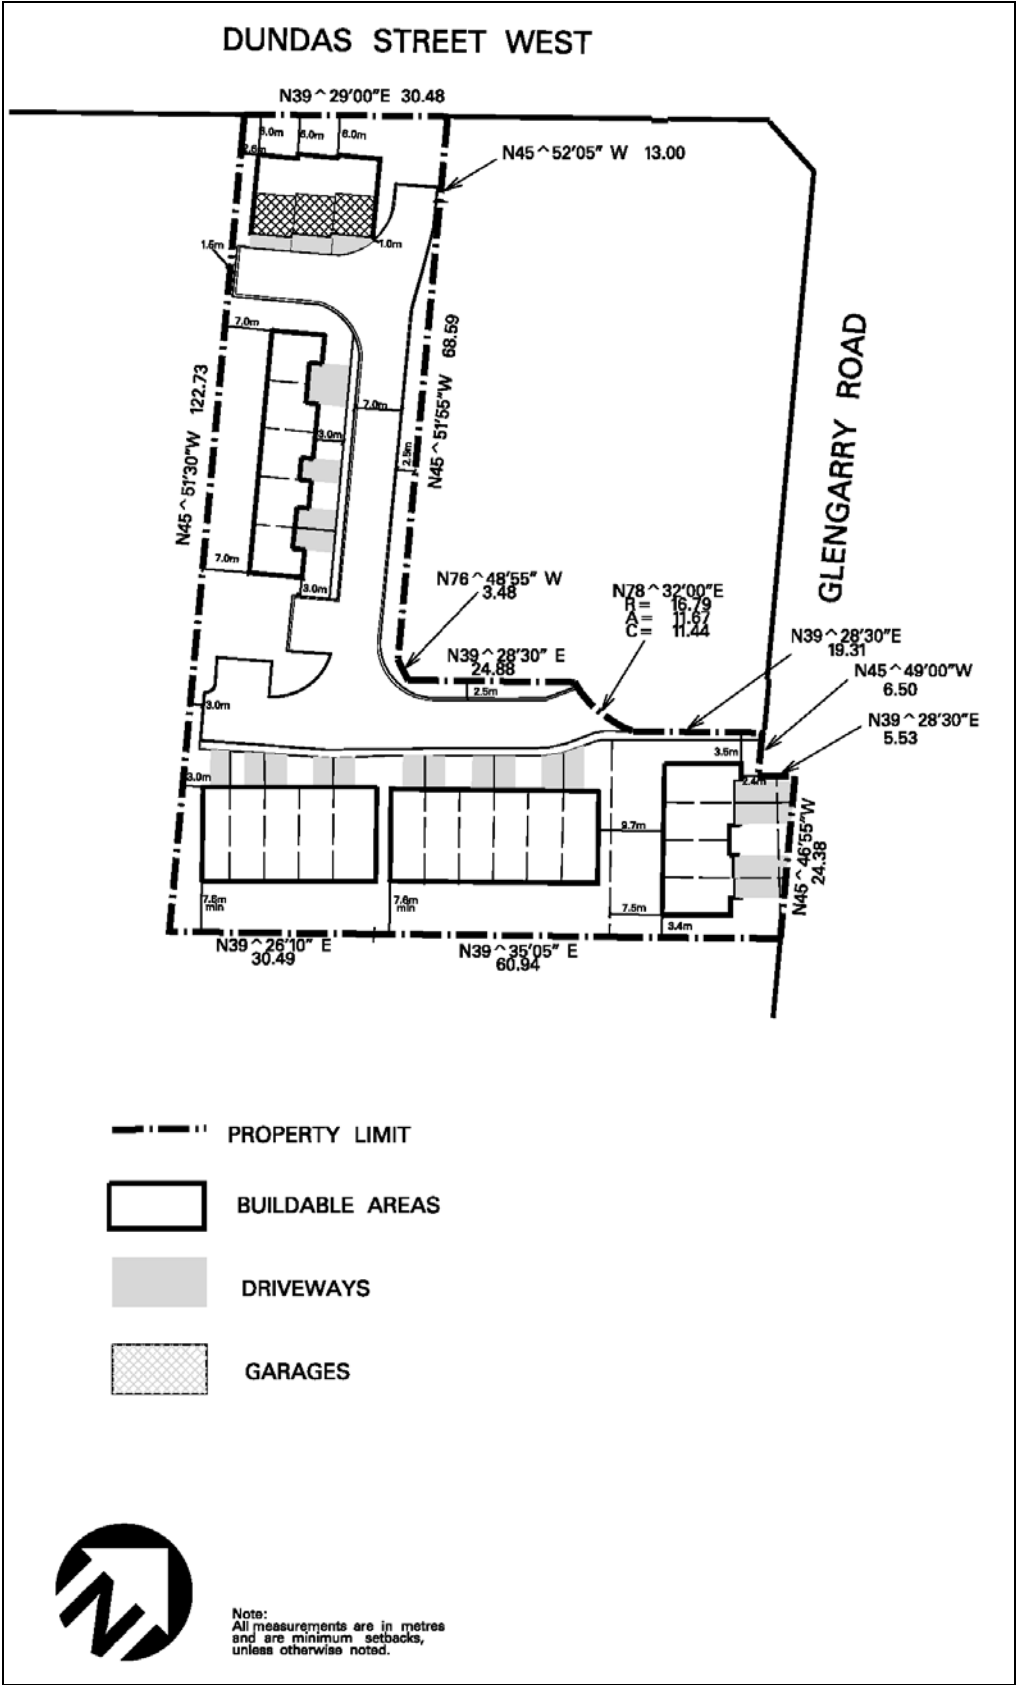 DUNDAS STREET WEST
N39^29'00"E 30.48
6.0m 6.0m 6.0m
2.6m
N45^52'05" W 13.00
1.5m
1.0m
7.0m
N45^51'30"W 122.73
7.0m
3.0m
2.5m
N45^51'55"W 68.59
GLENGARRY ROAD
7.0m
3.0m
N76^48'55" W
3.48
N78^32'00"E
R= 16.79
A= 11.67
C= 11.44
N39^28'30"E
19.31
N39^28'30" E
24.88
2.5m
N45^49'00"W
6.50
N39^28'30"E
5.53
3.0m
3.5m
3.0m
2.4m
9.7m
N45^46'55"W
24.38
7.5m
min
7.6m
min
7.5m
3.4m
N39^26'10" E
30.49
N39^35'05" E
60.94
PROPERTY LIMIT
BUILDABLE AREAS
DRIVEWAYS
GARAGES
N
Note:
All measurements are in metres
and are minimum setbacks,
unless otherwise noted.